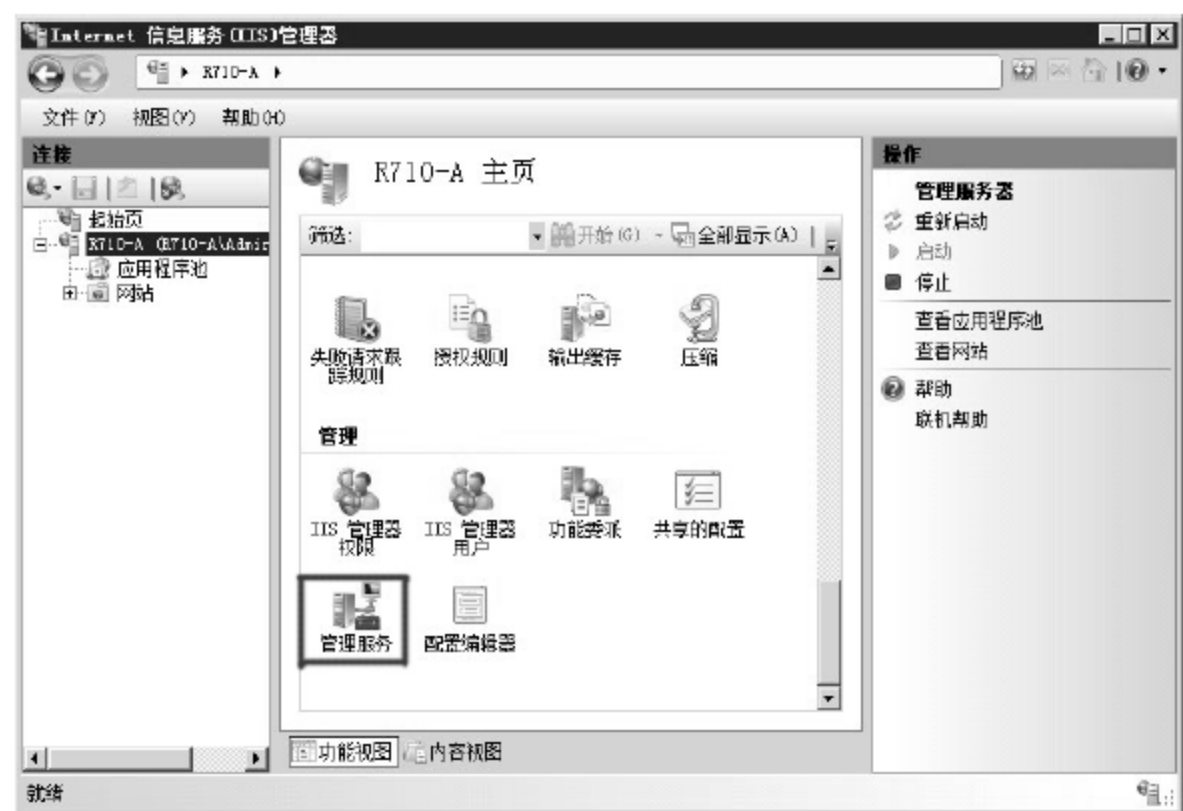 Internet 信息服务(IIS)管理器
R710-A
文件(F) 视图(V) 帮助(H)
连接
起始页
R710-A (R710-A\Admir
应用程序池
网站
R710-A 主页
筛选: 开始(G) 全部显示(A)
失败请求跟
踪规则
授权规则
输出缓存
压缩
管理
IIS 管理器
权限
IIS 管理器
用户
功能委派
共享的配置
管理服务
配置编辑器
功能视图 内容视图
操作
管理服务器
重新启动
启动
停止
查看应用程序池
查看网站
帮助
联机帮助
就绪